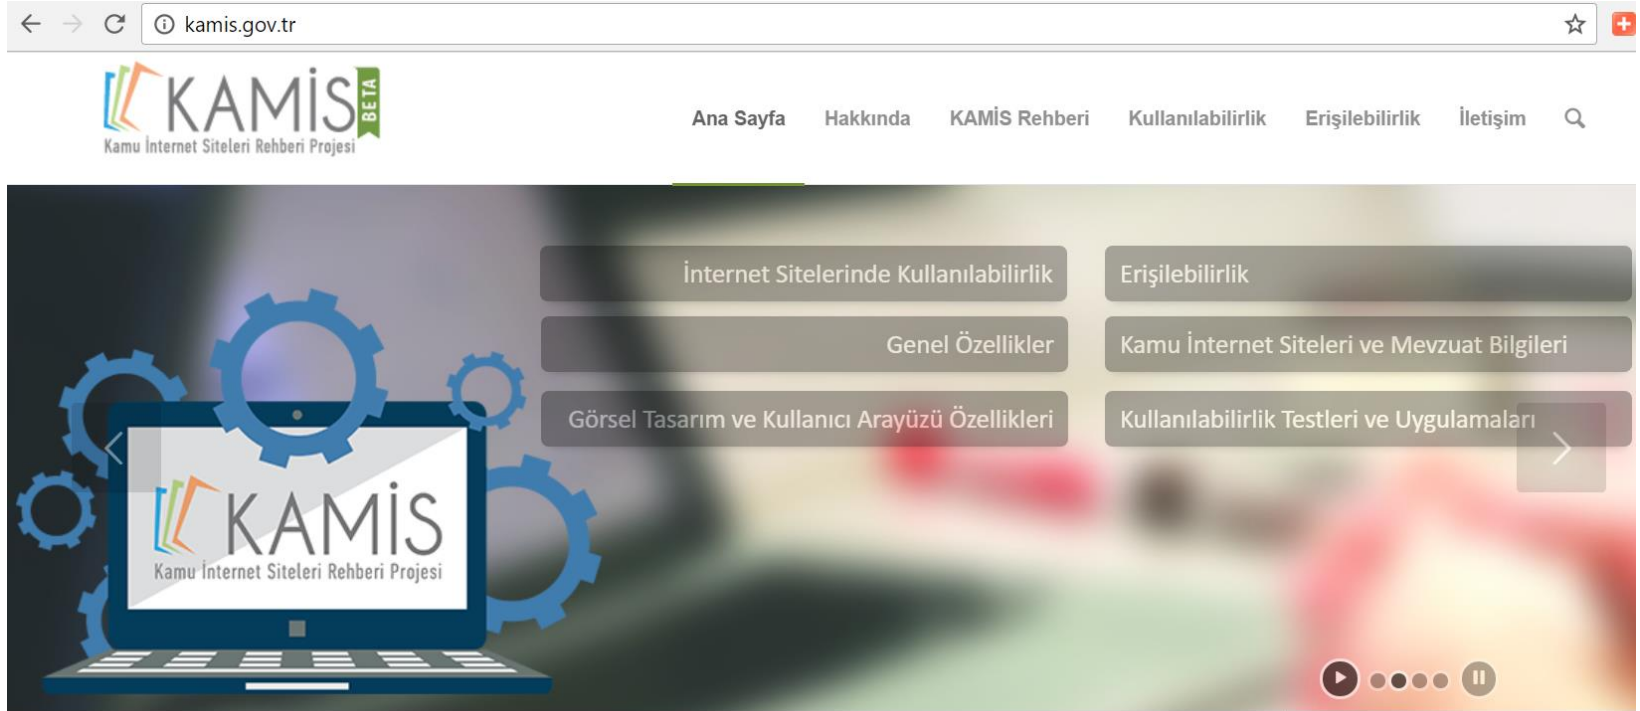 kamis.gov.tr
KAMİS BETA
Kamu İnternet Siteleri Rehberi Projesi
Ana Sayfa Hakkında KAMİS Rehberi Kullanılabilirlik Erişilebilirlik İletişim
İnternet Sitelerinde Kullanılabilirlik
Erişilebilirlik
Genel Özellikler
Kamu İnternet Siteleri ve Mevzuat Bilgileri
Görsel Tasarım ve Kullanıcı Arayüzü Özellikleri
Kullanılabilirlik Testleri ve Uygulamaları
KAMİS
Kamu İnternet Siteleri Rehberi Projesi